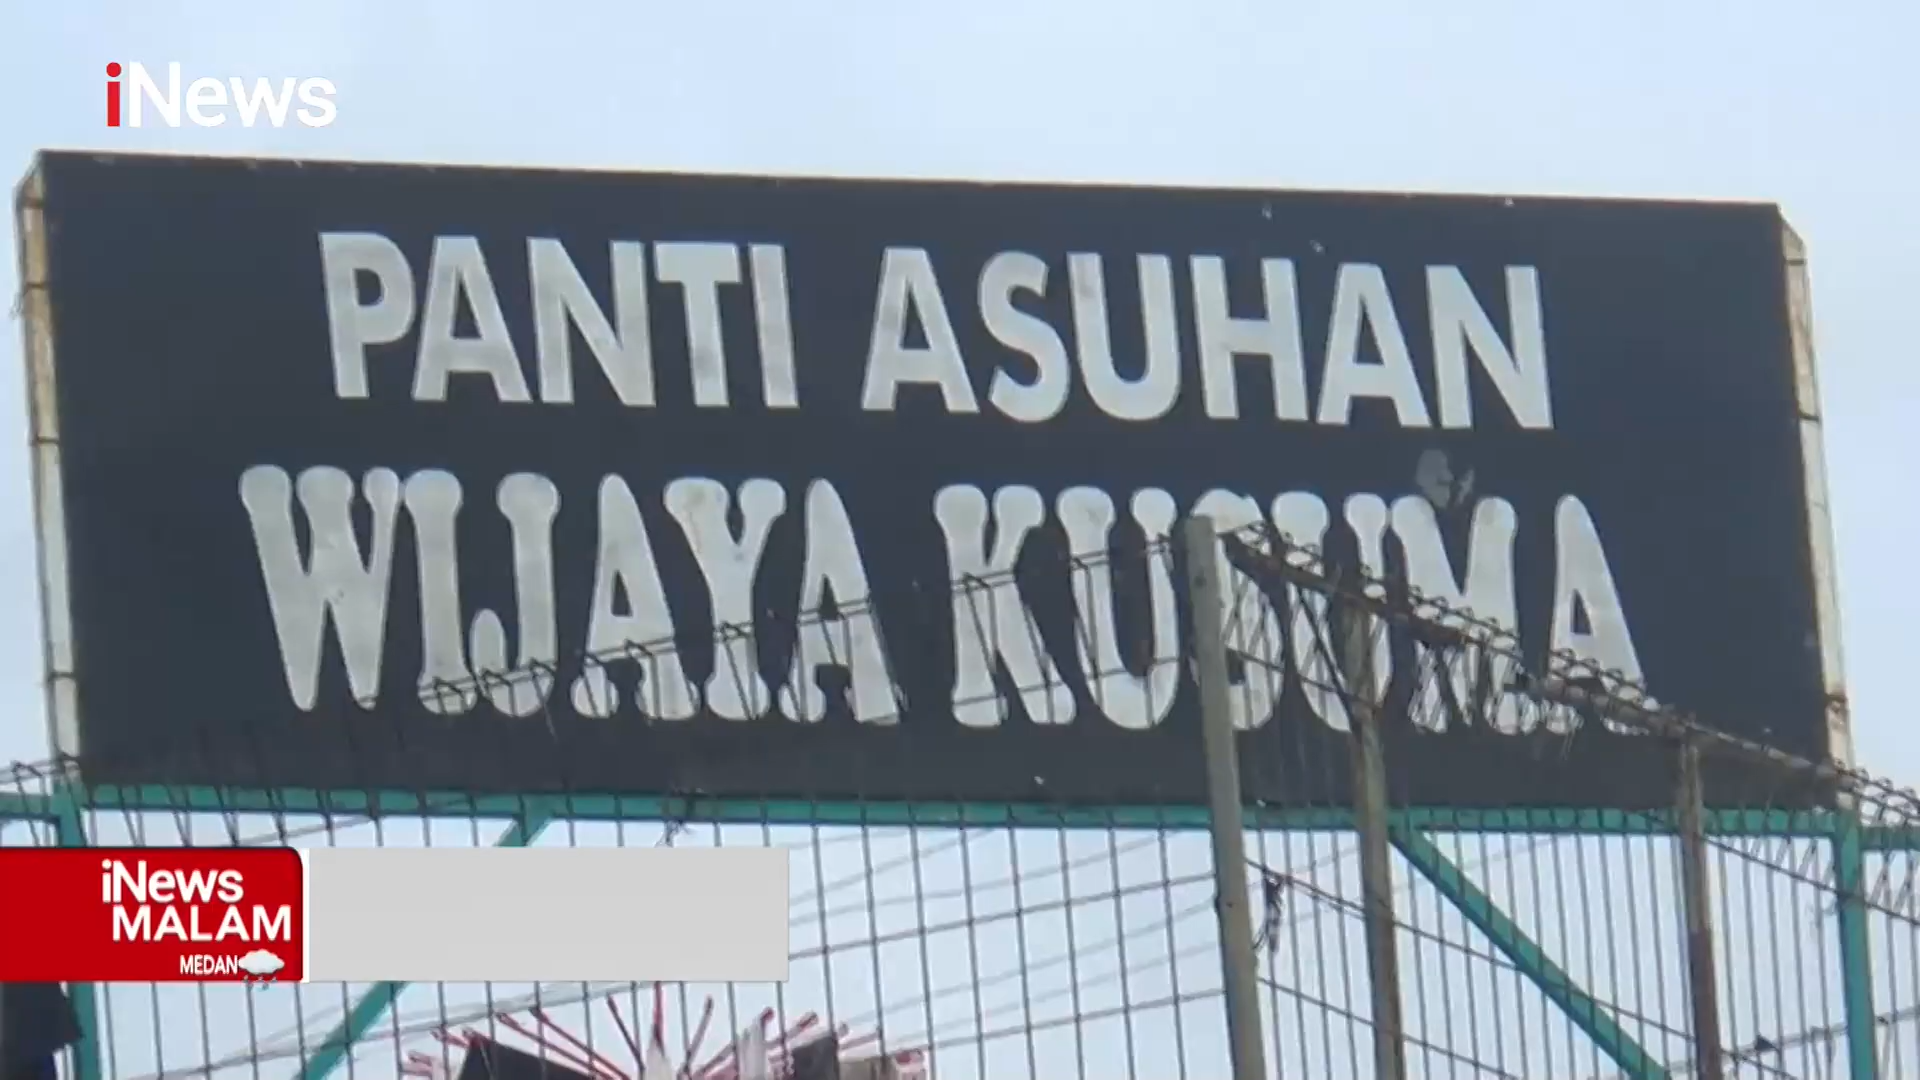 iNews
PANTI ASUHAN
WIJAYA KUSUMA
iNews
MALAM
MEDAN